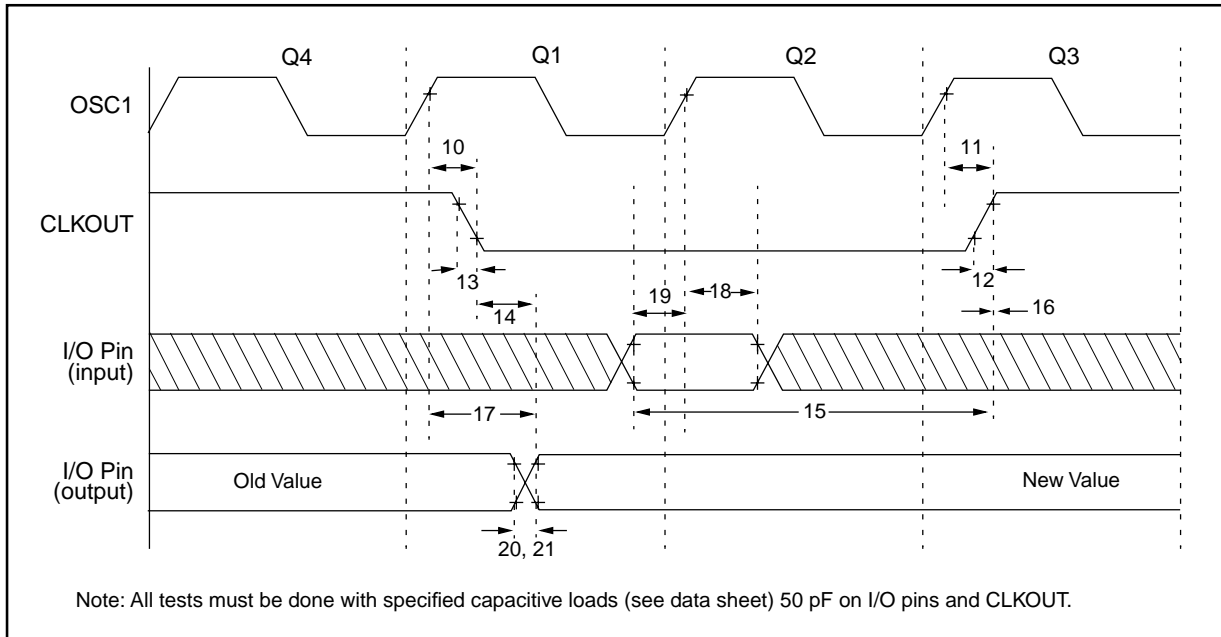 Q4 Q1 Q2 Q3
OSC1
10 11
CLKOUT
13 12
19 18
14 16
I/O Pin
(input)
17 15
I/O Pin
(output)
Old Value New Value
20, 21
Note: All tests must be done with specified capacitive loads (see data sheet) 50 pF on I/O pins and CLKOUT.